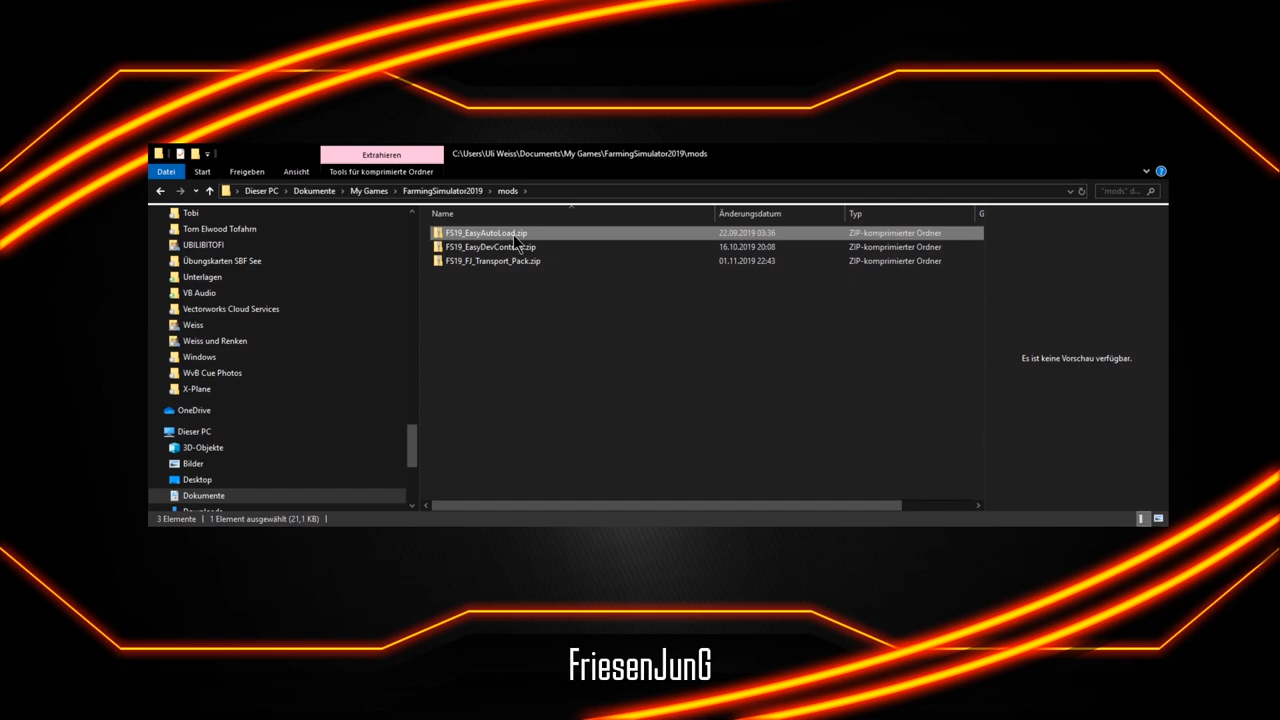 Extrahieren
C:\Users\Uli Weiss\Documents\My Games\FarmingSimulator2019\mods
Datei Start Freigeben Ansicht Tools für komprimierte Ordner
Dieser PC Dokumente My Games FarmingSimulator2019 mods
"mods" d...
Name Änderungsdatum Typ G
Tobi
Tom Elwood Tofahrn
UBILIBITOFI
Übungskarten SBF See
Unterlagen
VB Audio
Vectorworks Cloud Services
Weiss
Weiss und Renken
Windows
WvB Cue Photos
X-Plane
OneDrive
Dieser PC
3D-Objekte
Bilder
Desktop
Dokumente
FS19_EasyAutoLoad.zip 22.09.2019 03:36 ZIP-komprimierter Ordner
16.10.2019 20:08 ZIP-komprimierter Ordner
FS19_FJ_Transport_Pack.zip 01.11.2019 22:43 ZIP-komprimierter Ordner
Es ist keine Vorschau verfügbar.
3 Elemente 1 Element ausgewählt (21,1 KB)
FriesenJunG